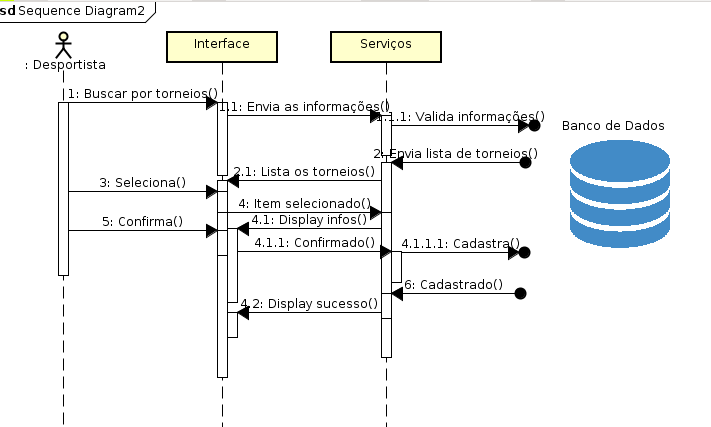 sd Sequence Diagram2
: Desportista
Interface
Serviços
Banco de Dados
1: Buscar por torneios()
1.1: Envia as informações()
1.1.1: Valida informações()
2: Envia lista de torneios()
2.1: Lista os torneios()
3: Seleciona()
4: Item selecionado()
4.1: Display infos()
5: Confirma()
4.1.1: Confirmado()
4.1.1.1: Cadastra()
6: Cadastrado()
4.2: Display sucesso()